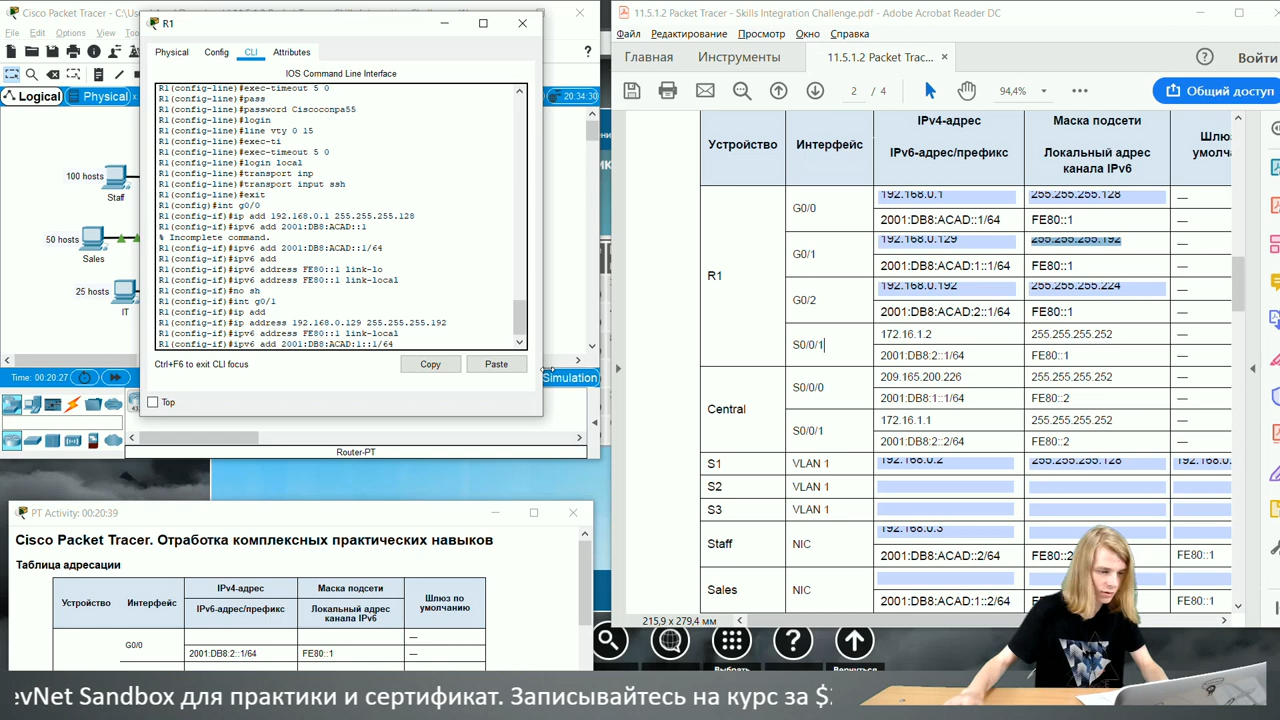 Cisco Packet Tracer - C:\U
File
Edit
Options
View
Too
Logical
Physical
20:34:30
100 hosts
Staff
50 hosts
Sales
25 hosts
IT
Time: 00:20:27
Simulation
Router-PT
R1
Physical
Config
CLI
Attributes
IOS Command Line Interface
R1(config-line)#exec-timeout 5 0
R1(config-line)#pass
R1(config-line)#password Ciscoconpa55
R1(config-line)#login
R1(config-line)#line vty 0 15
R1(config-line)#exec-ti
R1(config-line)#exec-timeout 5 0
R1(config-line)#login local
R1(config-line)#transport inp
R1(config-line)#transport input ssh
R1(config-line)#exit
R1(config)#int g0/0
R1(config-if)#ip add 192.168.0.1 255.255.255.128
R1(config-if)#ipv6 add 2001:DB8:ACAD::1
% Incomplete command.
R1(config-if)#ipv6 add 2001:DB8:ACAD::1/64
R1(config-if)#ipv6 add
R1(config-if)#ipv6 address FE80::1 link-lo
R1(config-if)#ipv6 address FE80::1 link-local
R1(config-if)#no sh
R1(config-if)#int g0/1
R1(config-if)#ip add
R1(config-if)#ip address 192.168.0.129 255.255.255.192
R1(config-if)#ipv6 address FE80::1 link-local
R1(config-if)#ipv6 add 2001:DB8:ACAD:1::1/64
Ctrl+F6 to exit CLI focus
Copy
Paste
Top
PT Activity: 00:20:39
Cisco Packet Tracer. Отработка комплексных практических навыков
Таблица адресации
Устройство
Интерфейс
IPv4-адрес
Маска подсети
Шлюз по умолчанию
IPv6-адрес/префикс
Локальный адрес канала IPv6
G0/0
—
2001:DB8:2::1/64
FE80::1
—
11.5.1.2 Packet Tracer - Skills Integration Challenge.pdf - Adobe Acrobat Reader DC
Файл
Редактирование
Просмотр
Окно
Справка
Главная
Инструменты
11.5.1.2 Packet Trac...
Войти
2 / 4
94,4%
Общий доступ
Устройство
Интерфейс
IPv4-адрес
IPv6-адрес/префикс
Маска подсети
Локальный адрес
канала IPv6
R1
G0/0
192.168.0.1
255.255.255.128
—
2001:DB8:ACAD::1/64
FE80::1
—
G0/1
192.168.0.129
255.255.255.192
—
2001:DB8:ACAD:1::1/64
FE80::1
—
G0/2
192.168.0.192
255.255.255.224
—
2001:DB8:ACAD:2::1/64
FE80::1
—
S0/0/1
172.16.1.2
255.255.255.252
—
2001:DB8:2::1/64
FE80::1
—
Central
S0/0/0
209.165.200.226
255.255.255.252
—
2001:DB8:1::1/64
FE80::2
—
S0/0/1
172.16.1.1
255.255.255.252
—
2001:DB8:2::2/64
FE80::2
—
S1
VLAN 1
192.168.0.2
255.255.255.128
192.168.0.
S2
VLAN 1
S3
VLAN 1
Staff
NIC
192.168.0.3
2001:DB8:ACAD::2/64
FE80::2
FE80::1
Sales
NIC
2001:DB8:ACAD:1::2/64
FE80::1
215,9 x 279,4 мм
Выбрать
Вернуться
evNet Sandbox для практики и сертификат. Записывайтесь на курс за $